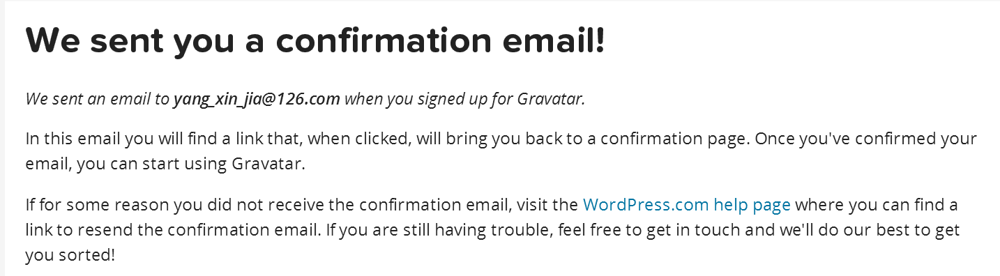 We sent you a confirmation email!
We sent an email to yang_xin_jia@126.com when you signed up for Gravatar.
In this email you will find a link that, when clicked, will bring you back to a confirmation page. Once you've confirmed your
email, you can start using Gravatar.
If for some reason you did not receive the confirmation email, visit the WordPress.com help page where you can find a
link to resend the confirmation email. If you are still having trouble, feel free to get in touch and we'll do our best to get
you sorted!